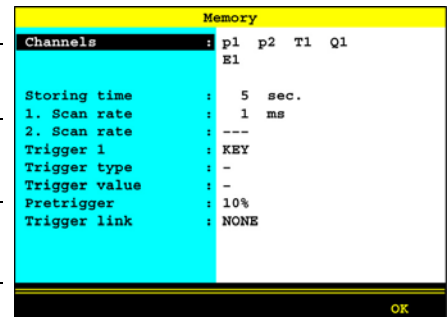 Memory
Channels : p1 p2 T1 Q1
E1
Storing time : 5 sec.
1. Scan rate : 1 ms
2. Scan rate : ---
Trigger 1 : KEY
Trigger type : -
Trigger value : -
Pretrigger : 10%
Trigger link : NONE
OK